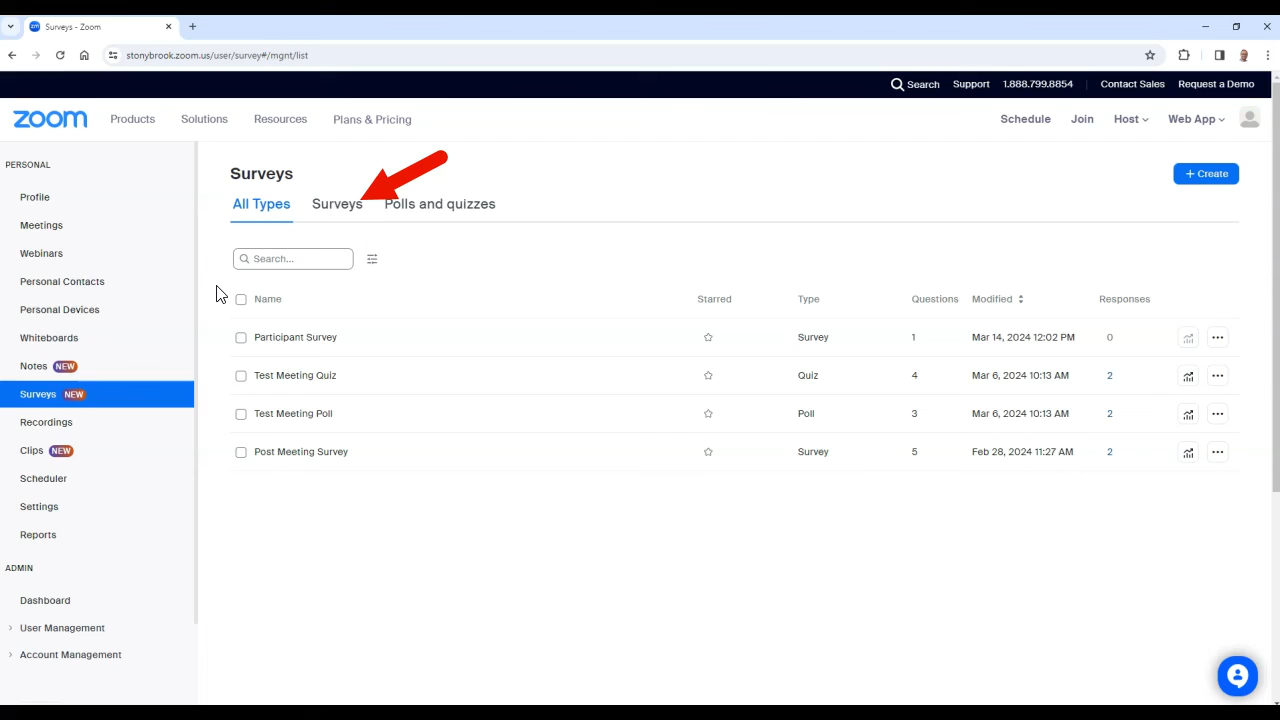 Surveys - Zoom
stonybrook.zoom.us/user/survey#/mgnt/list
Search Support 1.888.799.8854 Contact Sales Request a Demo
zoom Products Solutions Resources Plans & Pricing Schedule Join Host Web App
PERSONAL
Profile
Meetings
Webinars
Personal Contacts
Personal Devices
Whiteboards
Notes NEW
Surveys NEW
Recordings
Clips NEW
Scheduler
Settings
Reports
ADMIN
Dashboard
User Management
Account Management
Surveys
+ Create
All Types Surveys Polls and quizzes
Search...
Name Starred Type Questions Modified Responses
Participant Survey Survey 1 Mar 14, 2024 12:02 PM 0
Test Meeting Quiz Quiz 4 Mar 6, 2024 10:13 AM 2
Test Meeting Poll Poll 3 Mar 6, 2024 10:13 AM 2
Post Meeting Survey Survey 5 Feb 28, 2024 11:27 AM 2